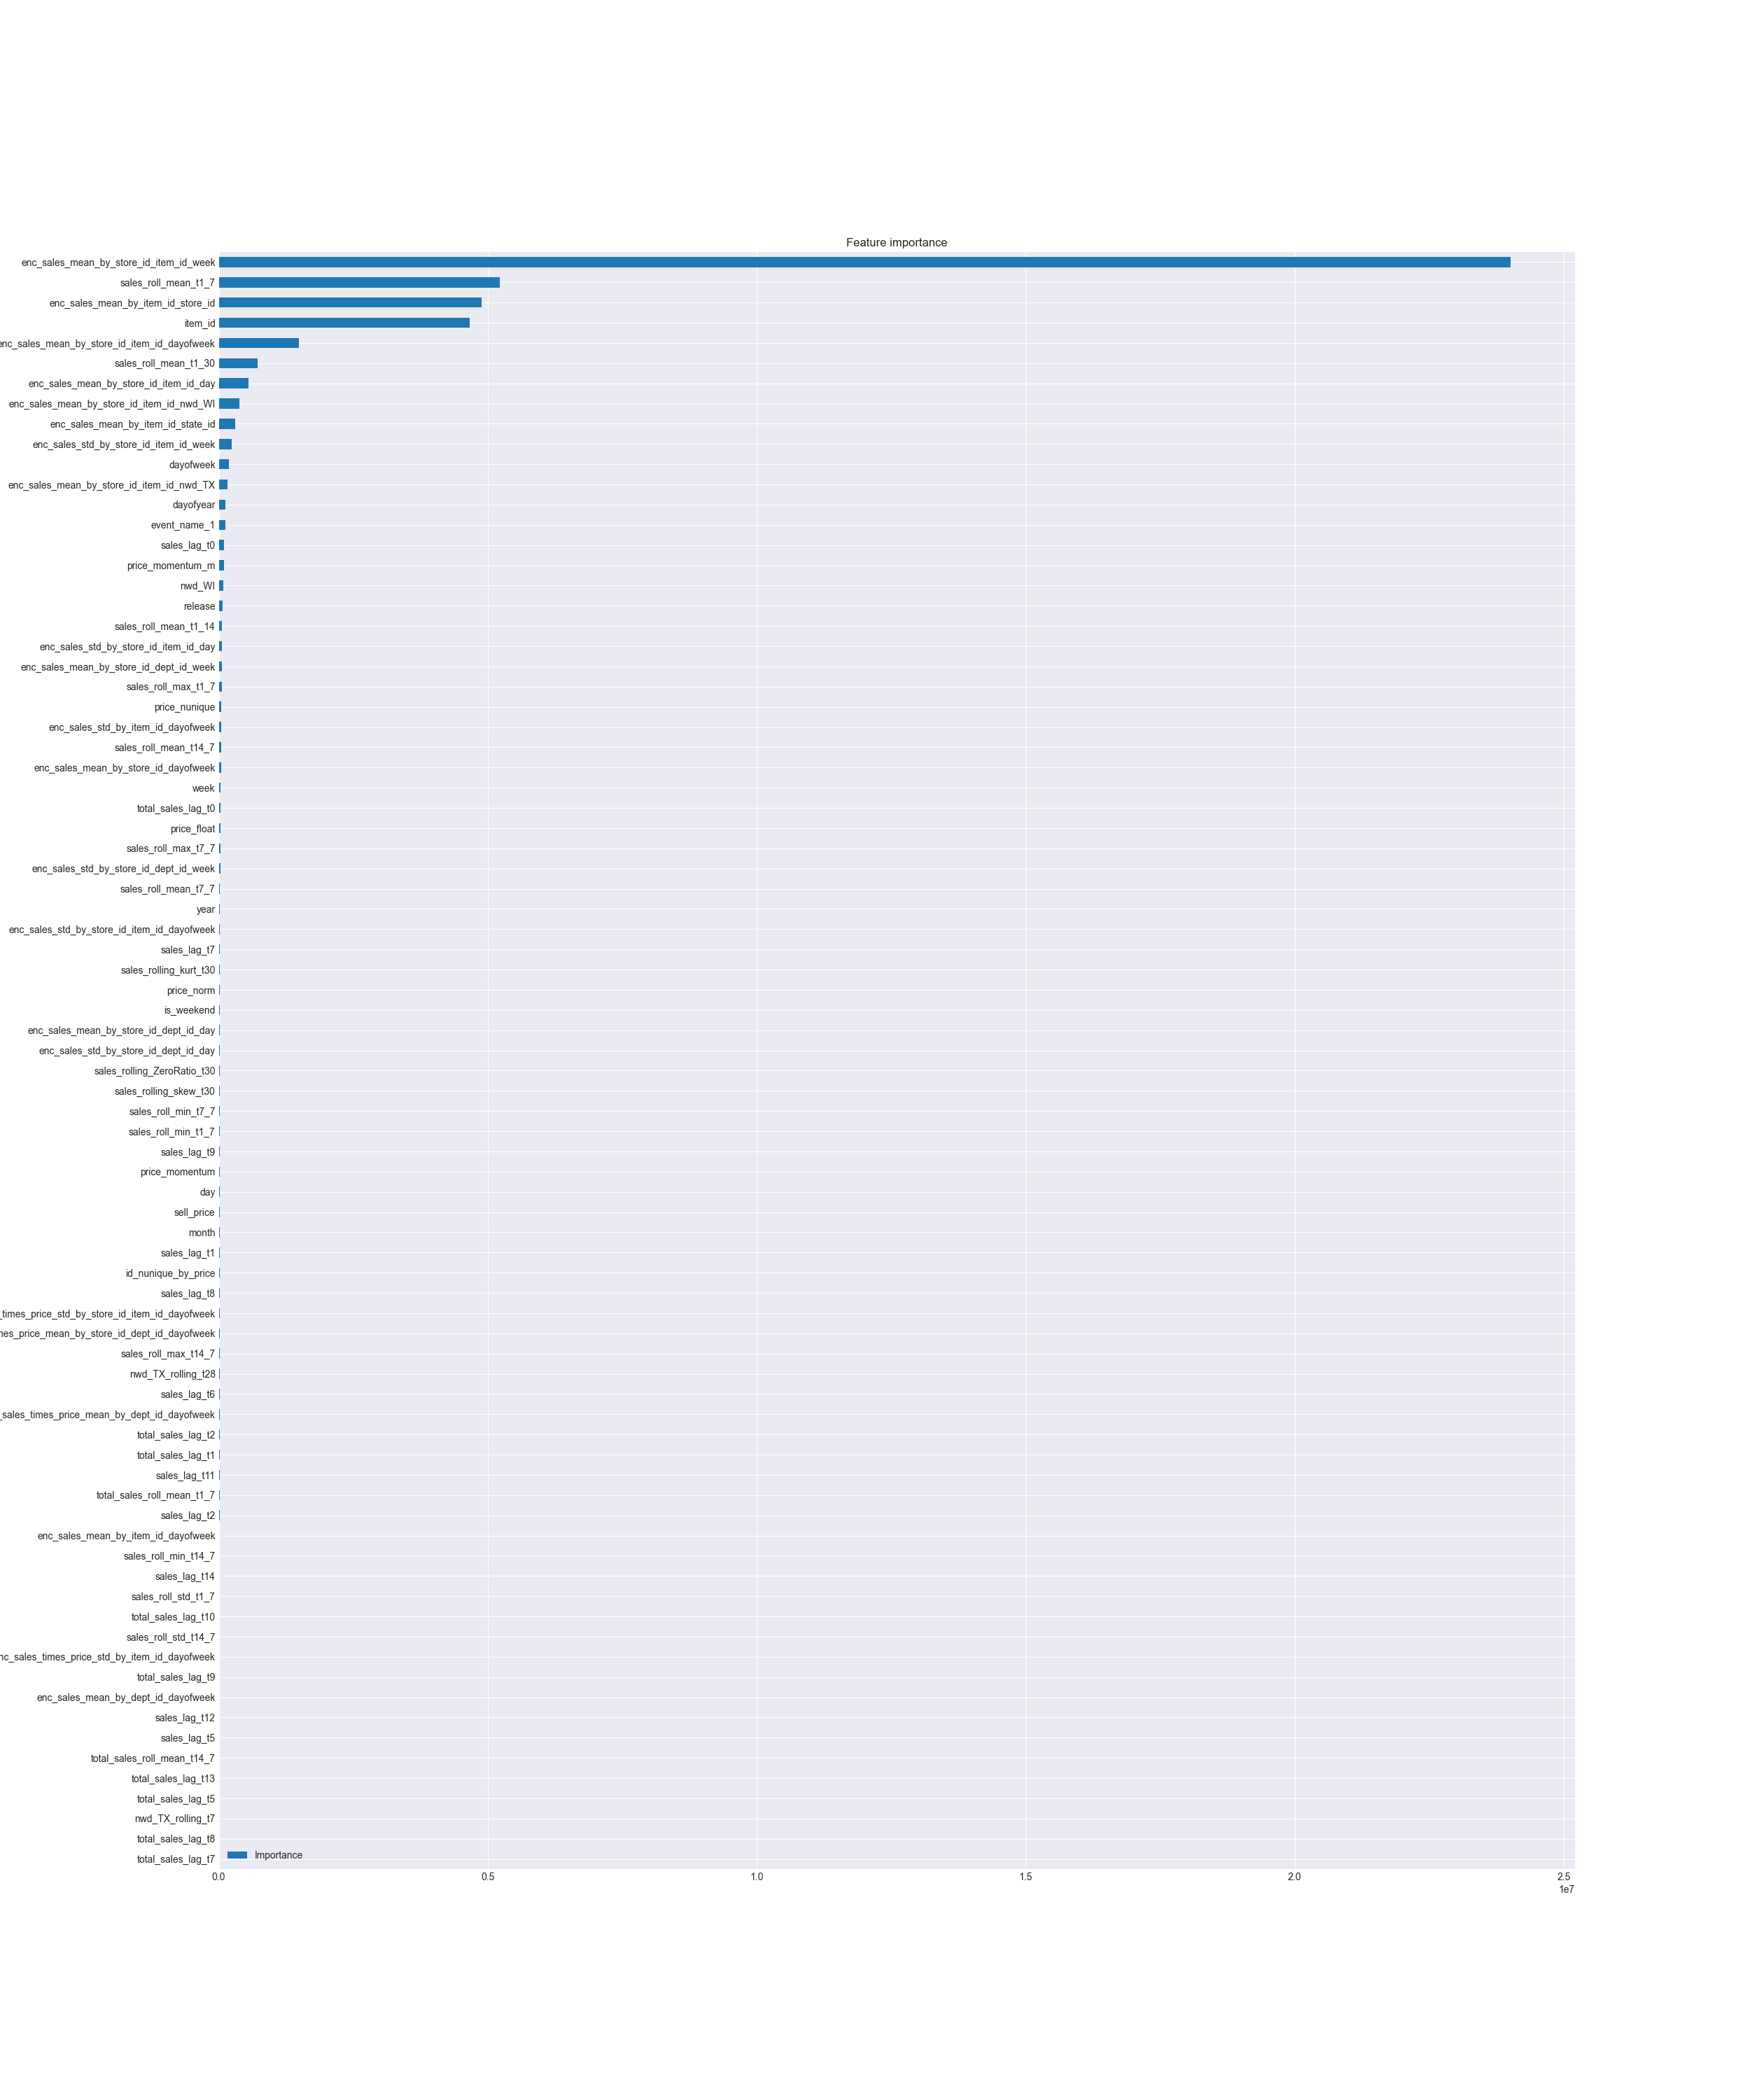 Feature importance
enc_sales_mean_by_store_id_item_id_week
sales_roll_mean_t1_7
enc_sales_mean_by_item_id_store_id
item_id
enc_sales_mean_by_store_id_item_id_dayofweek
sales_roll_mean_t1_30
enc_sales_mean_by_store_id_item_id_day
enc_sales_mean_by_store_id_item_id_nwd_WI
enc_sales_mean_by_item_id_state_id
enc_sales_std_by_store_id_item_id_week
dayofweek
enc_sales_mean_by_store_id_item_id_nwd_TX
dayofyear
event_name_1
sales_lag_t0
price_momentum_m
nwd_WI
release
sales_roll_mean_t1_14
enc_sales_std_by_store_id_item_id_day
enc_sales_mean_by_store_id_dept_id_week
sales_roll_max_t1_7
price_nunique
enc_sales_std_by_item_id_dayofweek
sales_roll_mean_t14_7
enc_sales_mean_by_store_id_dayofweek
week
total_sales_lag_t0
price_float
sales_roll_max_t7_7
enc_sales_std_by_store_id_dept_id_week
sales_roll_mean_t7_7
year
enc_sales_std_by_store_id_item_id_dayofweek
sales_lag_t7
sales_rolling_kurt_t30
price_norm
is_weekend
enc_sales_mean_by_store_id_dept_id_day
enc_sales_std_by_store_id_dept_id_day
sales_rolling_ZeroRatio_t30
sales_rolling_skew_t30
sales_roll_min_t7_7
sales_roll_min_t1_7
sales_lag_t9
price_momentum
day
sell_price
month
sales_lag_t1
id_nunique_by_price
sales_lag_t8
_times_price_std_by_store_id_item_id_dayofweek
nes_price_mean_by_store_id_dept_id_dayofweek
sales_roll_max_t14_7
nwd_TX_rolling_t28
sales_lag_t6
_sales_times_price_mean_by_dept_id_dayofweek
total_sales_lag_t2
total_sales_lag_t1
sales_lag_t11
total_sales_roll_mean_t1_7
sales_lag_t2
enc_sales_mean_by_item_id_dayofweek
sales_roll_min_t14_7
sales_lag_t14
sales_roll_std_t1_7
total_sales_lag_t10
sales_roll_std_t14_7
nc_sales_times_price_std_by_item_id_dayofweek
total_sales_lag_t9
enc_sales_mean_by_dept_id_dayofweek
sales_lag_t12
sales_lag_t5
total_sales_roll_mean_t14_7
total_sales_lag_t13
total_sales_lag_t5
nwd_TX_rolling_t7
total_sales_lag_t8
total_sales_lag_t7
Importance
0.0 0.5 1.0 1.5 2.0 2.5
1e7